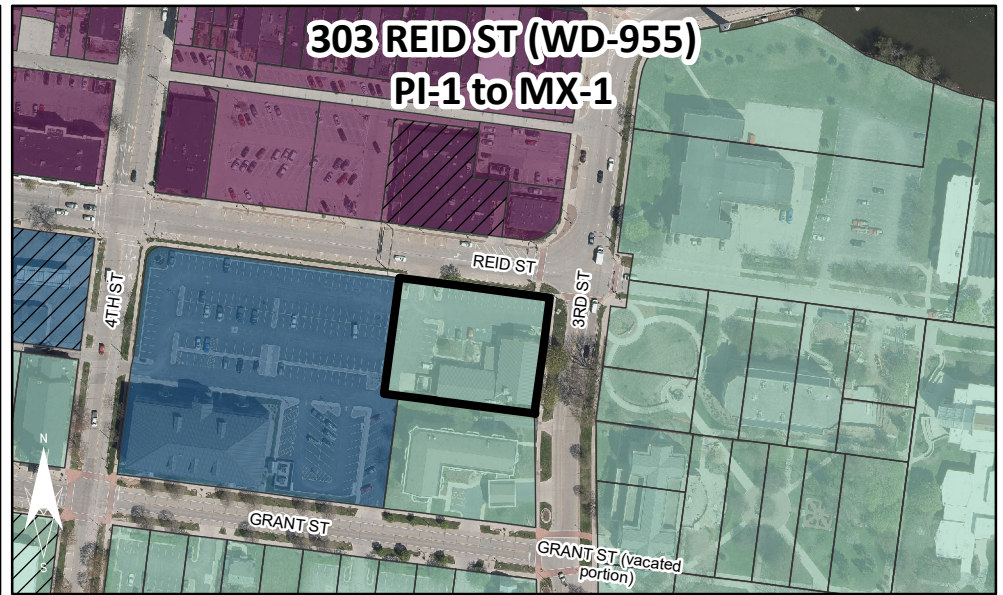 303 REID ST (WD-955)
PI-1 to MX-1
REID ST
3RD ST
4TH ST
N
S
GRANT ST
GRANT ST (vacated
portion)